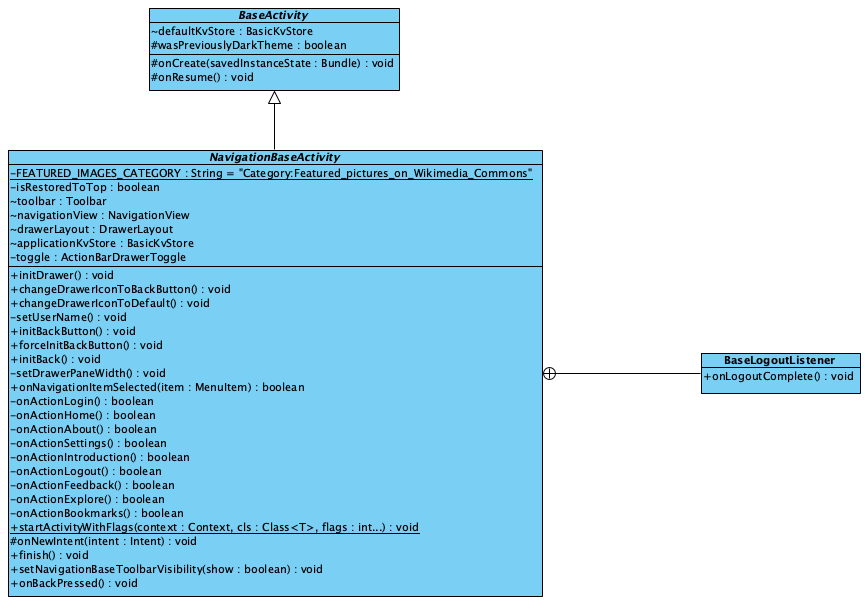 BaseActivity
~defaultKvStore : BasicKvStore
#wasPreviouslyDarkTheme : boolean
#onCreate(savedInstanceState : Bundle) : void
#onResume() : void
NavigationBaseActivity
-FEATURED_IMAGES_CATEGORY : String = "Category:Featured_pictures_on_Wikimedia_Commons"
-isRestoredToTop : boolean
~toolbar : Toolbar
~navigationView : NavigationView
~drawerLayout : DrawerLayout
~applicationKvStore : BasicKvStore
-toggle : ActionBarDrawerToggle
+initDrawer() : void
+changeDrawerIconToBackButton() : void
+changeDrawerIconToDefault() : void
-setUserName() : void
+initBackButton() : void
+forceInitBackButton() : void
+initBack() : void
-setDrawerPaneWidth() : void
+onNavigationItemSelected(item : MenuItem) : boolean
-onActionLogin() : boolean
-onActionHome() : boolean
-onActionAbout() : boolean
-onActionSettings() : boolean
-onActionIntroduction() : boolean
-onActionLogout() : boolean
-onActionFeedback() : boolean
-onActionExplore() : boolean
-onActionBookmarks() : boolean
+startActivityWithFlags(context : Context, cls : Class<T>, flags : int...) : void
#onNewIntent(intent : Intent) : void
+finish() : void
+setNavigationBaseToolbarVisibility(show : boolean) : void
+onBackPressed() : void
BaseLogoutListener
+onLogoutComplete() : void